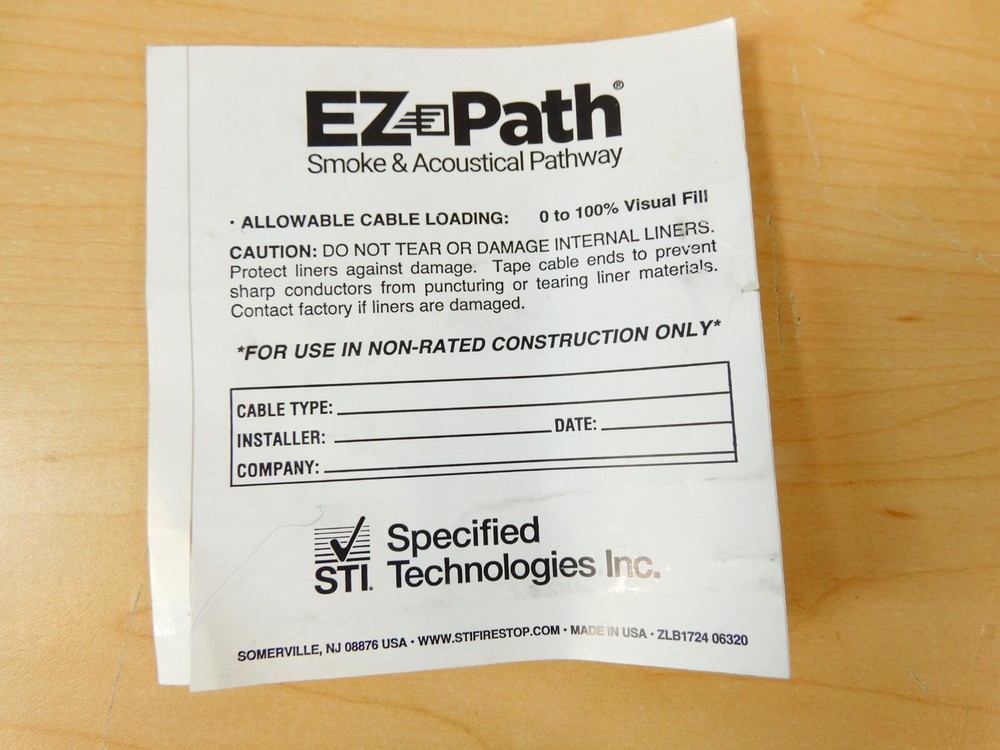 EZ Path®
Smoke & Acoustical Pathway
· ALLOWABLE CABLE LOADING: 0 to 100% Visual Fill
CAUTION: DO NOT TEAR OR DAMAGE INTERNAL LINERS.
Protect liners against damage. Tape cable ends to prevent
sharp conductors from puncturing or tearing liner materials.
Contact factory if liners are damaged.
*FOR USE IN NON-RATED CONSTRUCTION ONLY*
CABLE TYPE:
INSTALLER: DATE:
COMPANY:
STI.
Specified
Technologies Inc.
SOMERVILLE, NJ 08876 USA · WWW.STIFIRESTOP.COM · MADE IN USA · ZLB1724 06320